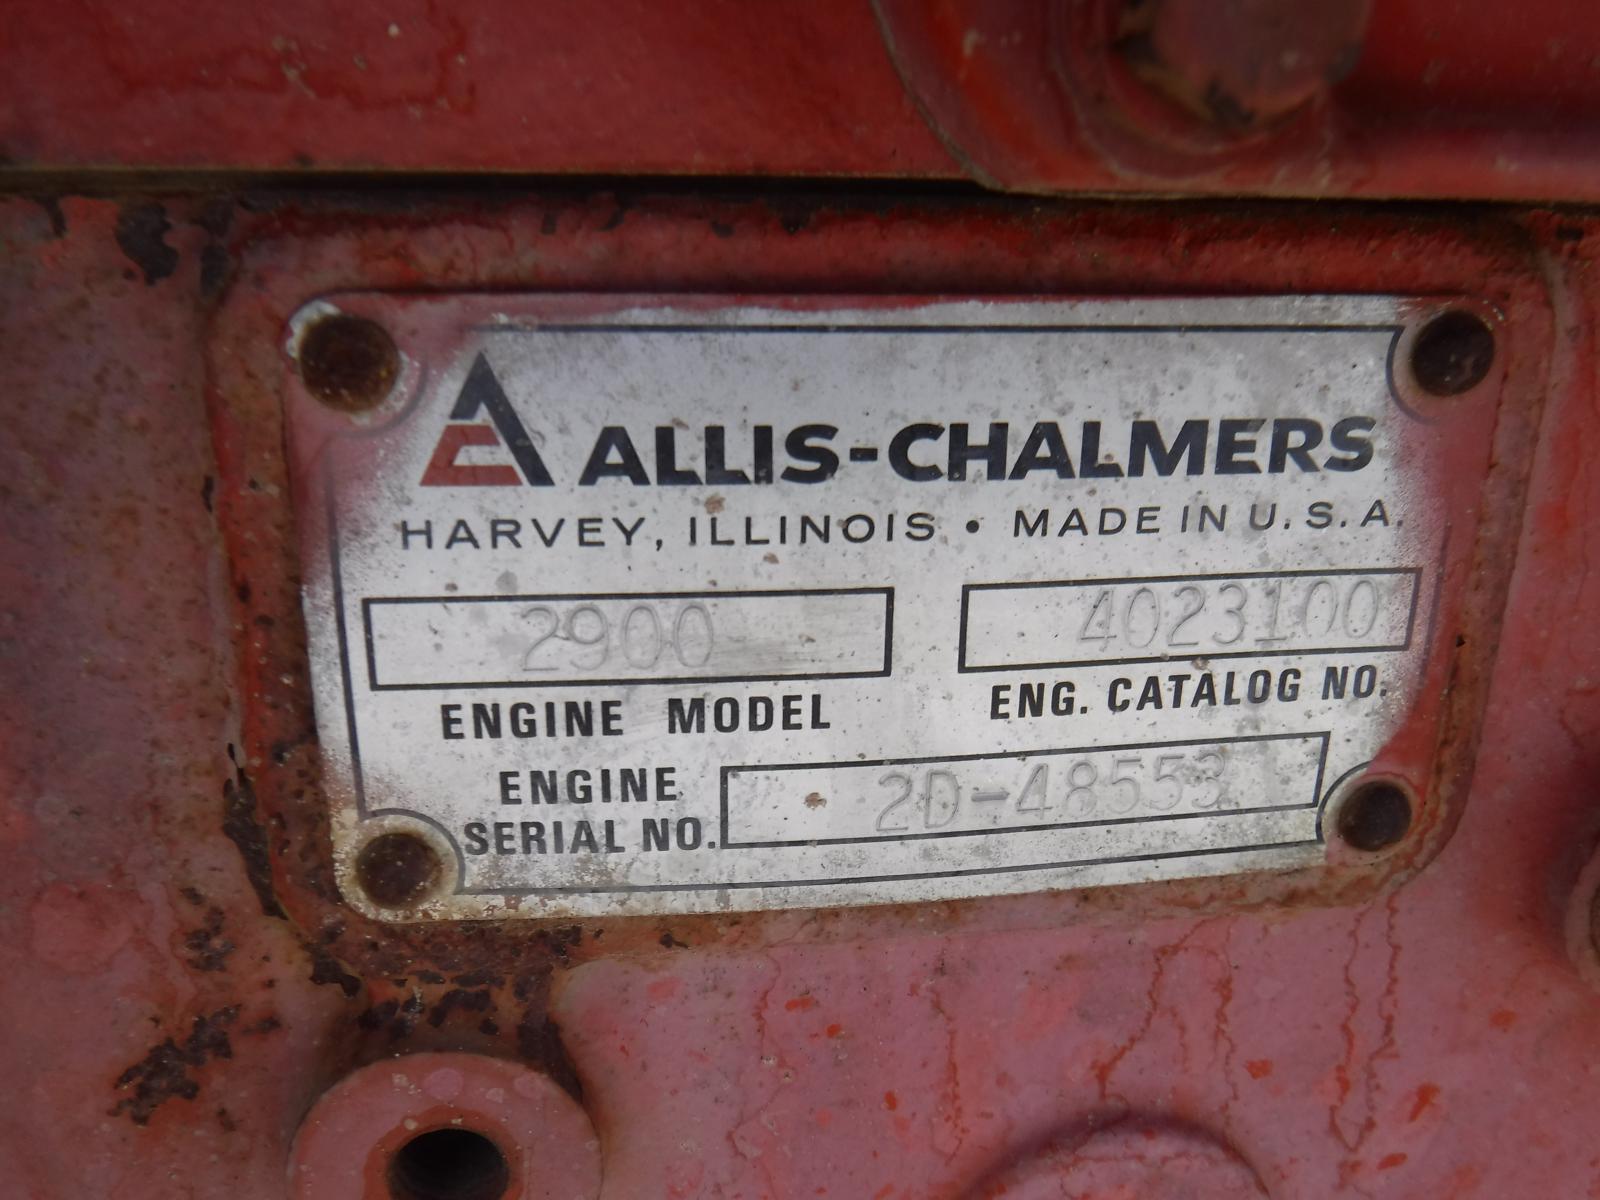 ALLIS-CHALMERS
HARVEY, ILLINOIS • MADE IN U.S.A.
2900 4023100
ENGINE MODEL ENG. CATALOG NO.
ENGINE
SERIAL NO. 2D-48553